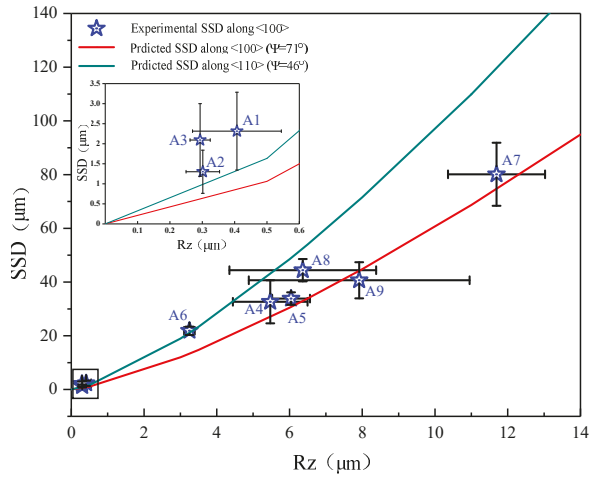 Experimental SSD along<100>
Prdicted SSD along<100>(Ψ=71°)
Prdicted SSD along<110>(Ψ=46°)
140
120
100
80
60
40
20
0
SSD (μm)
0
2
4
6
8
10
12
14
Rz (μm)
A7
A8
A9
A4
A5
A6
3.5
3.0
2.5
2.0
1.5
1.0
0.5
0.0
SSD (μm)
0.1
0.2
0.3
0.4
0.5
0.6
Rz (μm)
A1
A3
A2